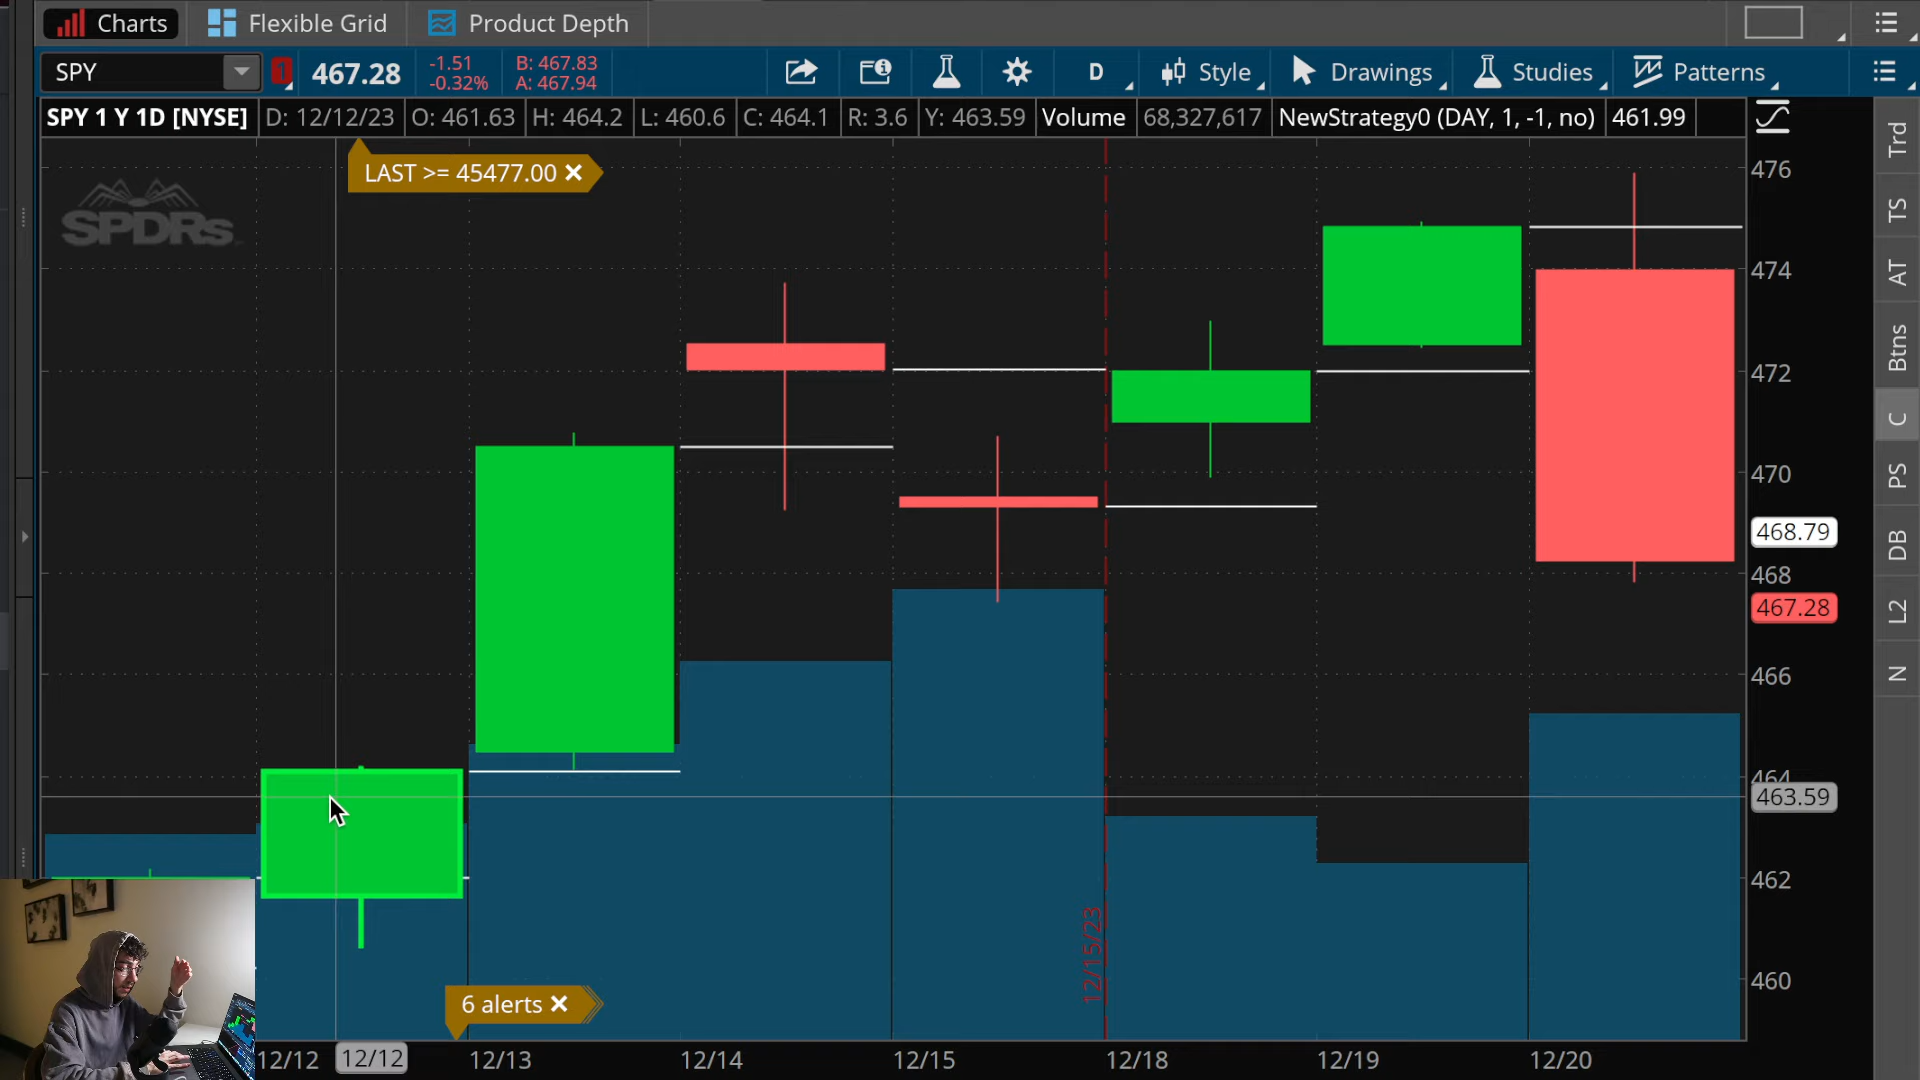 Charts Flexible Grid Product Depth
SPY 1 467.28 -1.51 -0.32% B: 467.83 A: 467.94 D Style Drawings Studies Patterns
SPY 1 Y 1D [NYSE] D: 12/12/23 O: 461.63 H: 464.2 L: 460.6 C: 464.1 R: 3.6 Y: 463.59 Volume 68,327,617 NewStrategy0 (DAY, 1, -1, no) 461.99
LAST >= 45477.00
SPDRs
476
474
472
470
468.79
468
467.28
466
464
463.59
462
460
Trd
TS
AT
Btns
C
PS
DB
L2
N
12/15/23
6 alerts
12/12 12/12 12/13 12/14 12/15 12/18 12/19 12/20